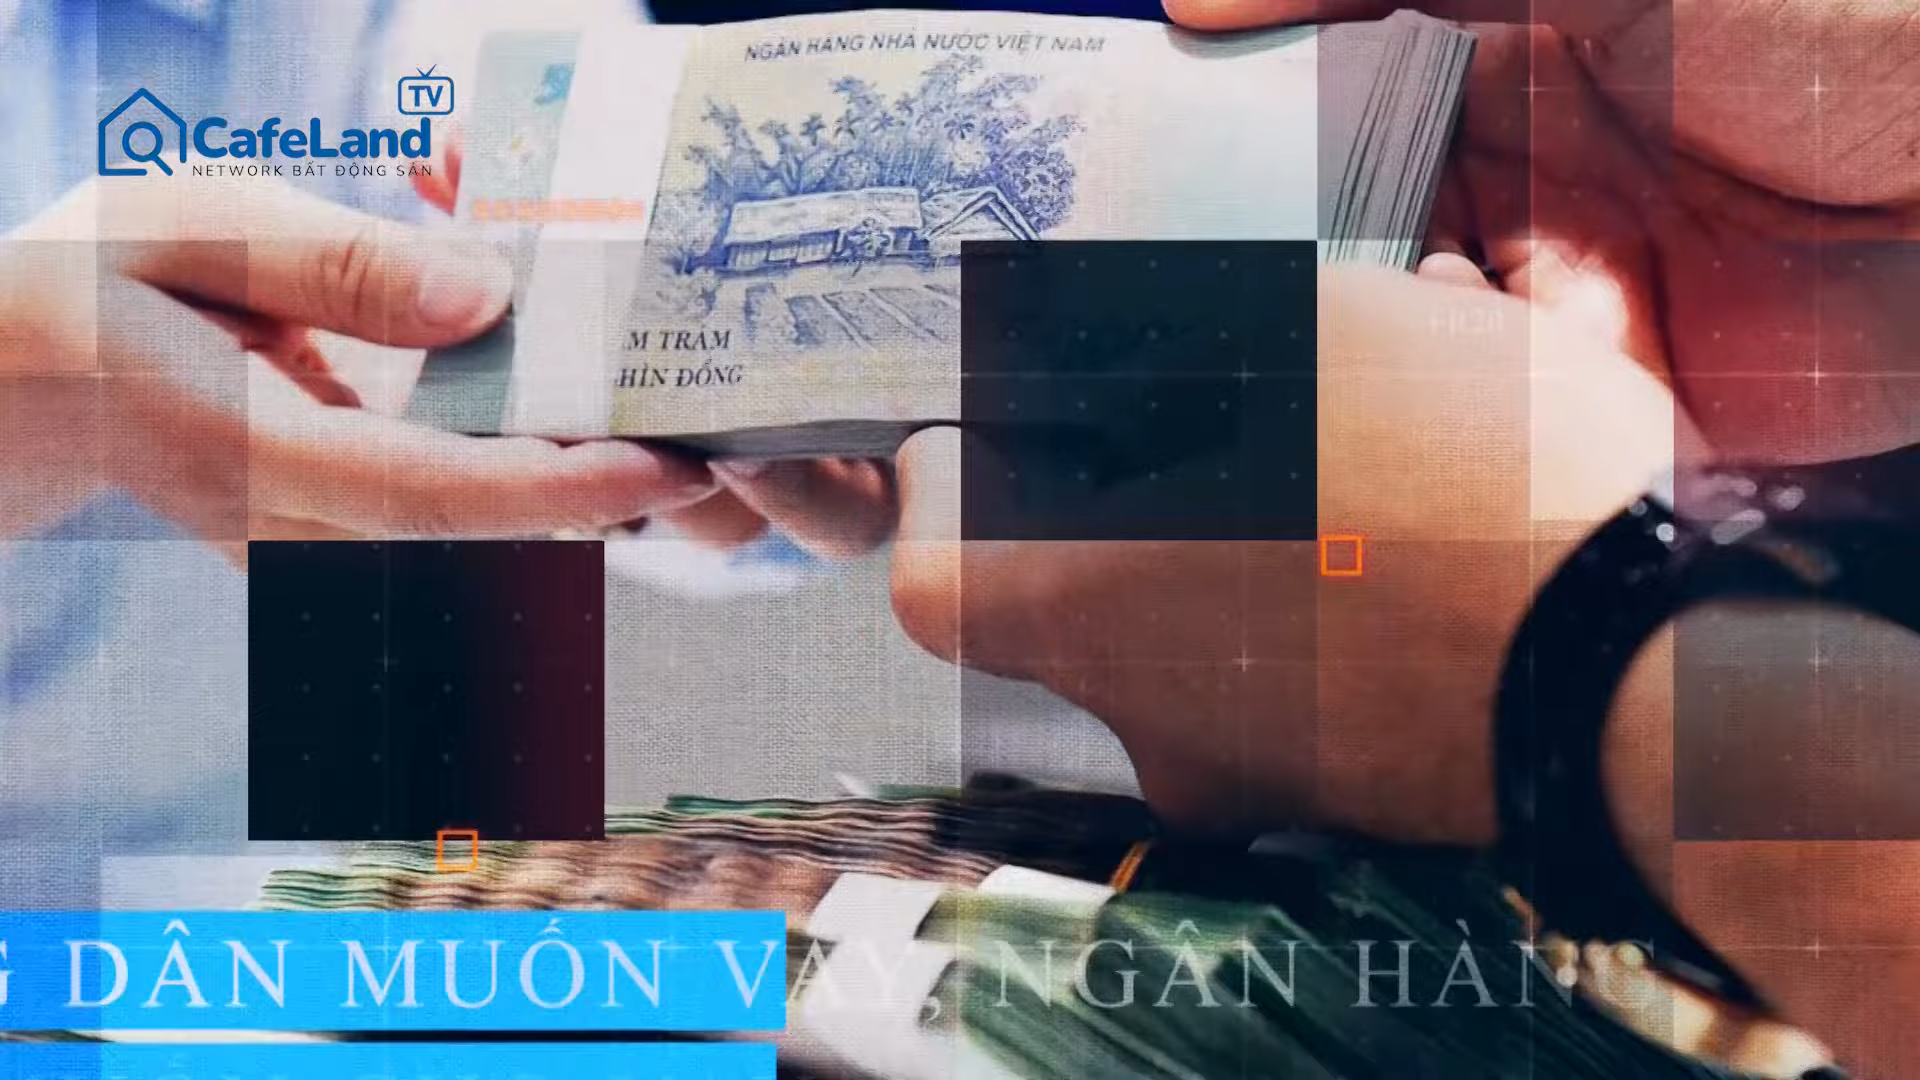 NGÂN HÀNG NHÀ NƯỚC VIỆT NAM
TV
CafeLand
NETWORK BẤT ĐỘNG SẢN
M TRĂM
HÌN ĐỒNG
G DÂN MUỐN VAY, NGÂN HÀNG